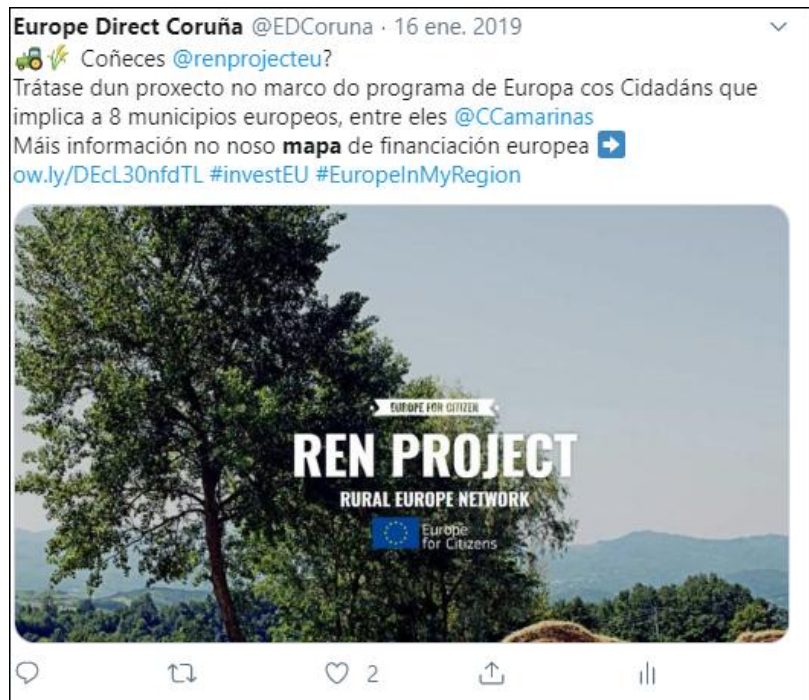 Europe Direct Coruña @EDCoruna · 16 ene. 2019
🚜🌾 Coñeces @renprojecteu?
Trátase dun proxecto no marco do programa de Europa cos Cidadáns que
implica a 8 municipios europeos, entre eles @CCamarinas
Máis información no noso mapa de financiación europea ➡
ow.ly/DEcL30nfdTL #investEU #EuropeInMyRegion
EUROPE FOR CITIZEN
REN PROJECT
RURAL EUROPE NETWORK
Europe
for Citizens
2